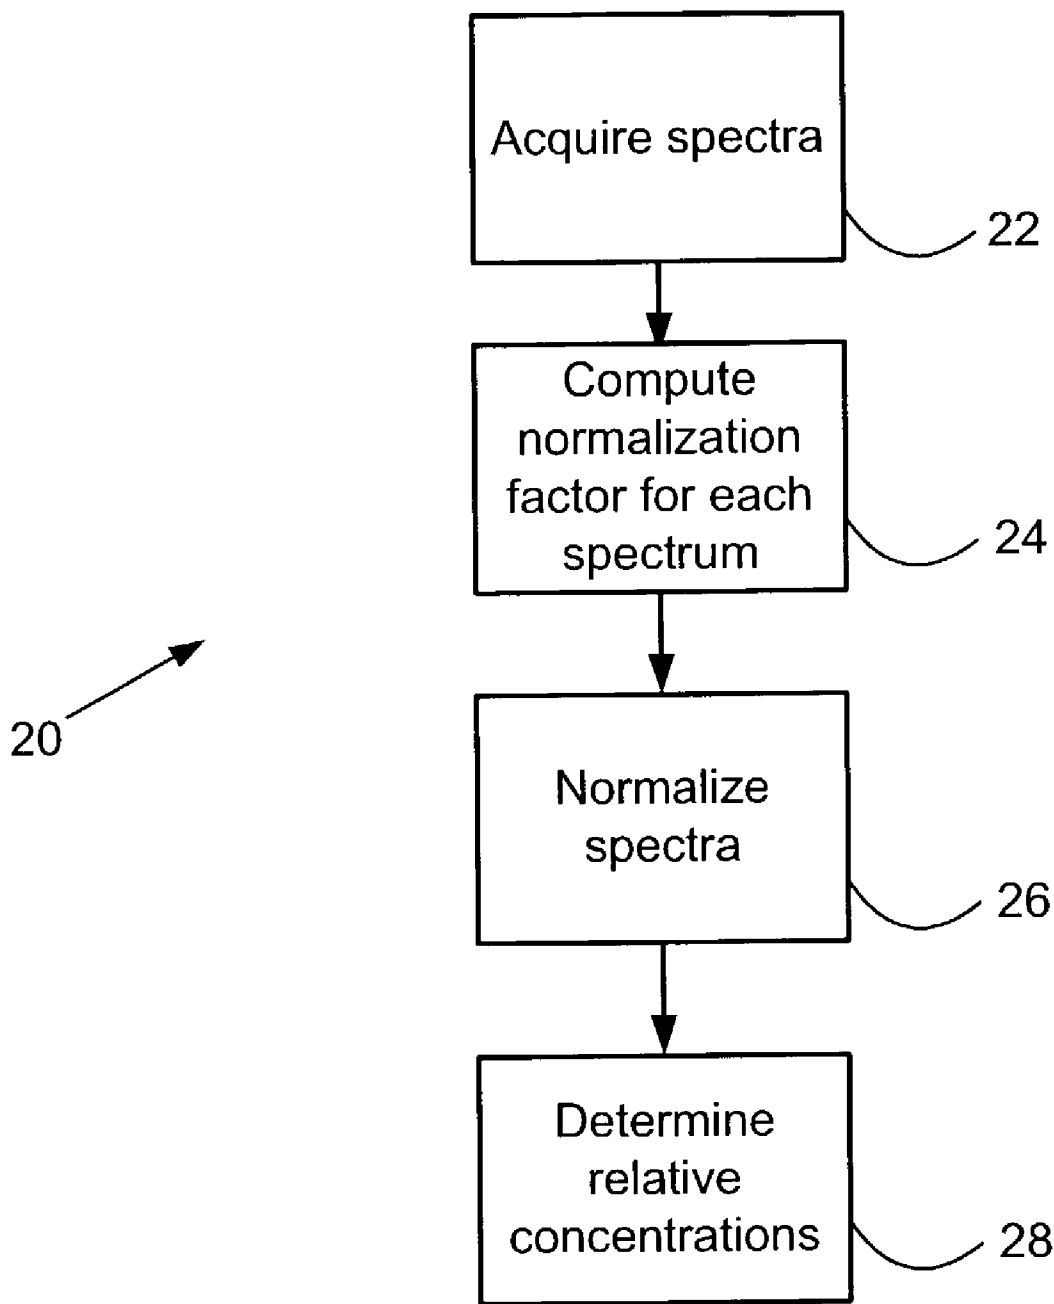 Acquire spectra
22
Compute
normalization
factor for each
spectrum
24
20
Normalize
spectra
26
Determine
relative
concentrations
28